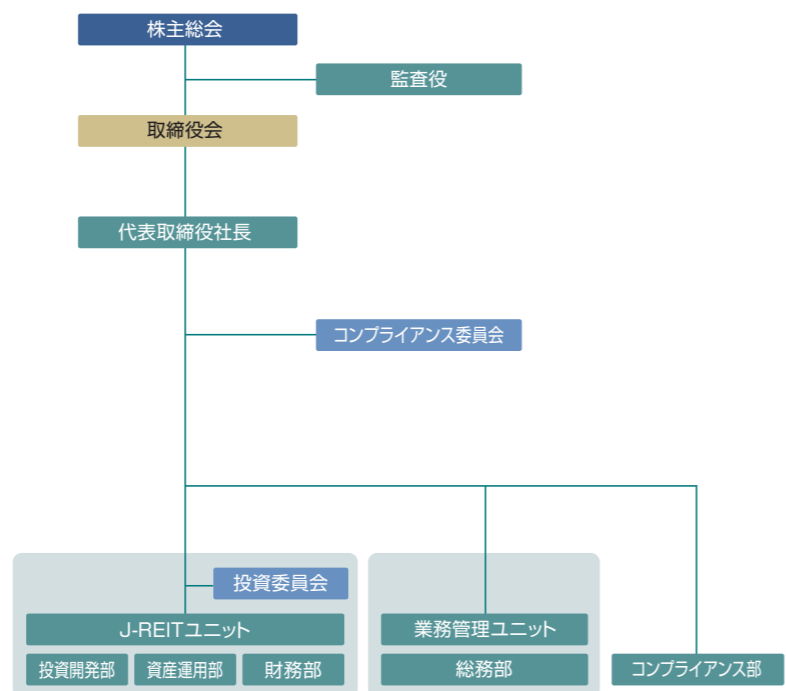 株主総会
監査役
取締役会
代表取締役社長
コンプライアンス委員会
投資委員会
J-REITユニット
業務管理ユニット
投資開発部
資産運用部
財務部
総務部
コンプライアンス部